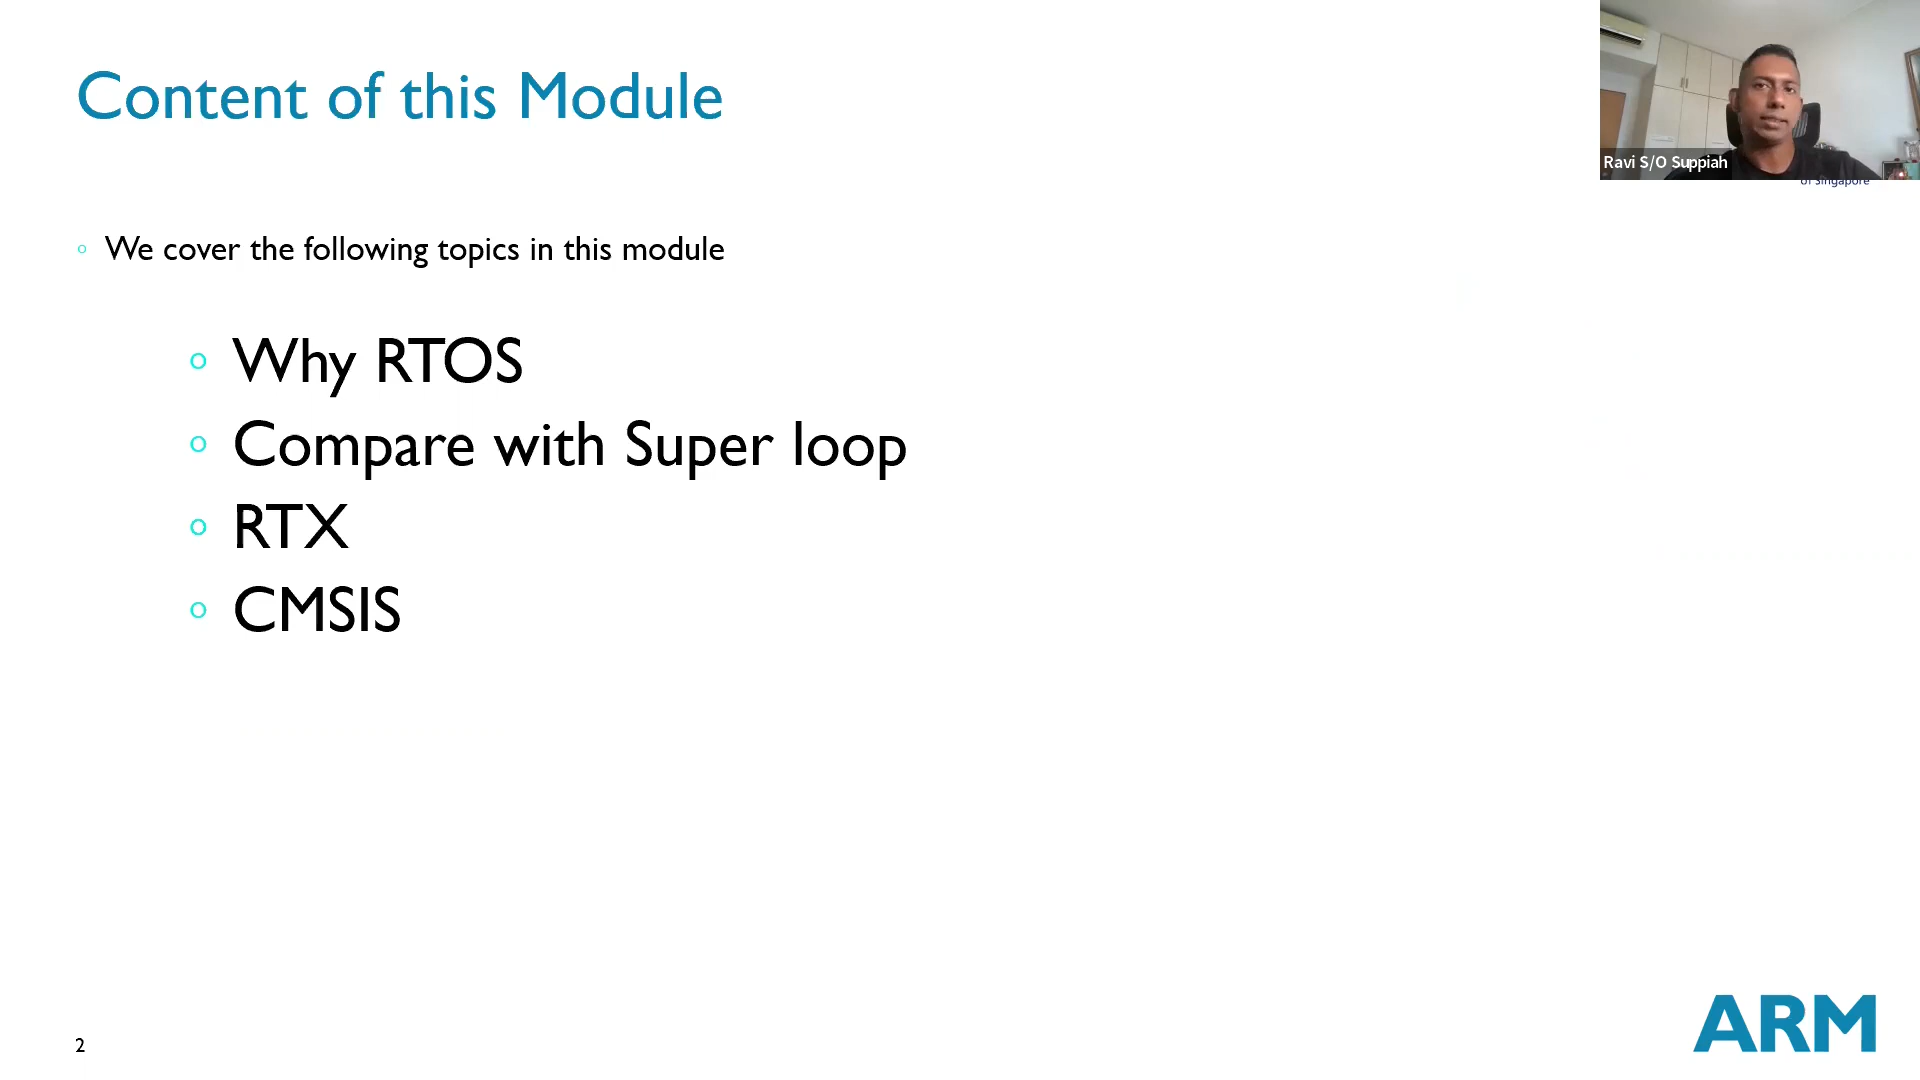 Content of this Module
Ravi S/O Suppiah
of Singapore
We cover the following topics in this module
Why RTOS
Compare with Super loop
RTX
CMSIS
2
ARM